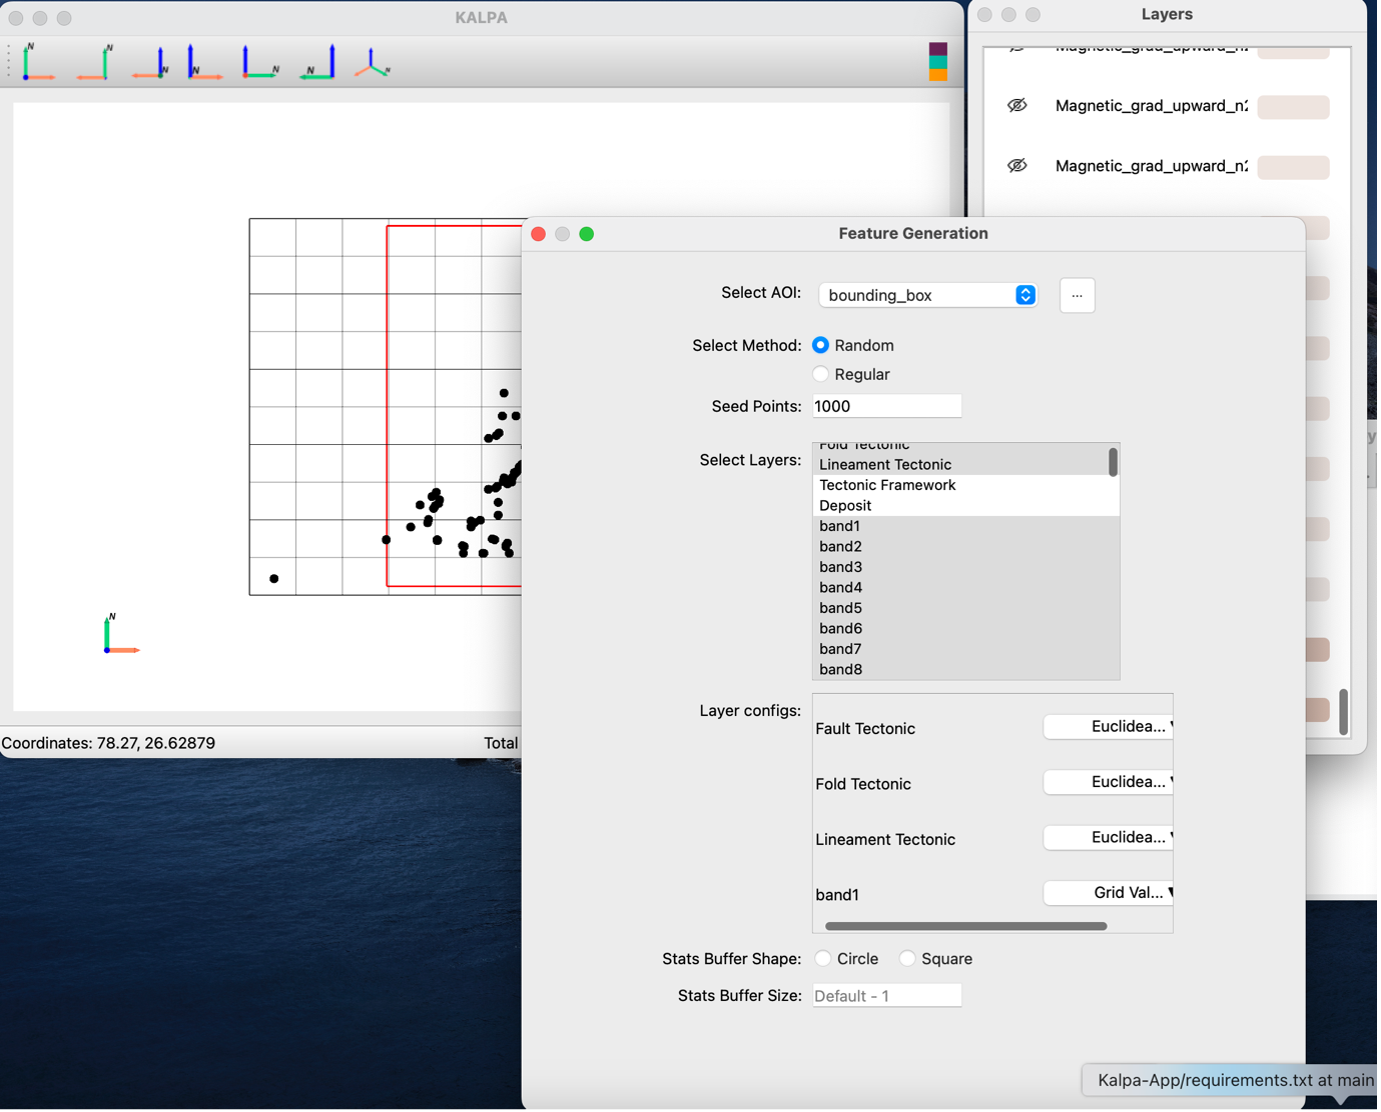 KALPA
Layers
N
N
N
N
N
N
N
Magnetic_grad_upward_n2
Magnetic_grad_upward_n2
Magnetic_grad_upward_n2
Feature Generation
Select AOI:
bounding_box
...
Select Method:
Random
Regular
Seed Points:
1000
Select Layers:
Fold Tectonic
Lineament Tectonic
Tectonic Framework
Deposit
band1
band2
band3
band4
band5
band6
band7
band8
N
Layer configs:
Fault Tectonic
Euclidea...
Fold Tectonic
Euclidea...
Lineament Tectonic
Euclidea...
band1
Grid Val...
Coordinates: 78.27, 26.62879
Total
Stats Buffer Shape:
Circle
Square
Stats Buffer Size:
Default - 1
Kalpa-App/requirements.txt at main